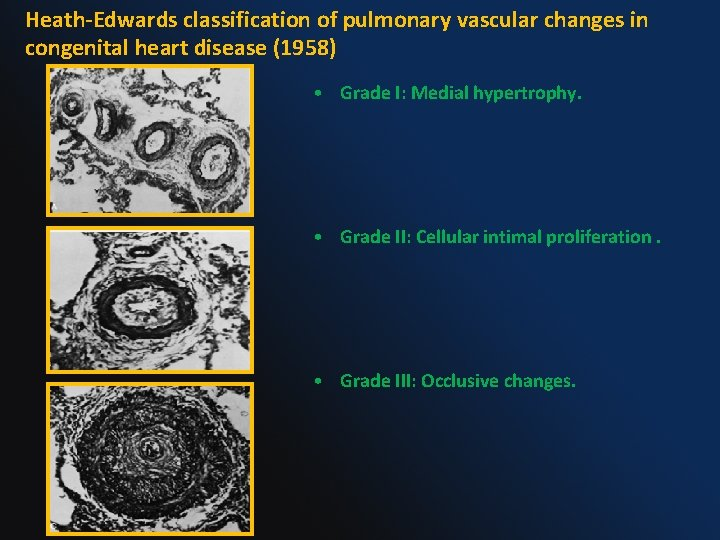 Heath-Edwards classification of pulmonary vascular changes in
congenital heart disease (1958)
• Grade I: Medial hypertrophy.
• Grade II: Cellular intimal proliferation .
• Grade III: Occlusive changes.